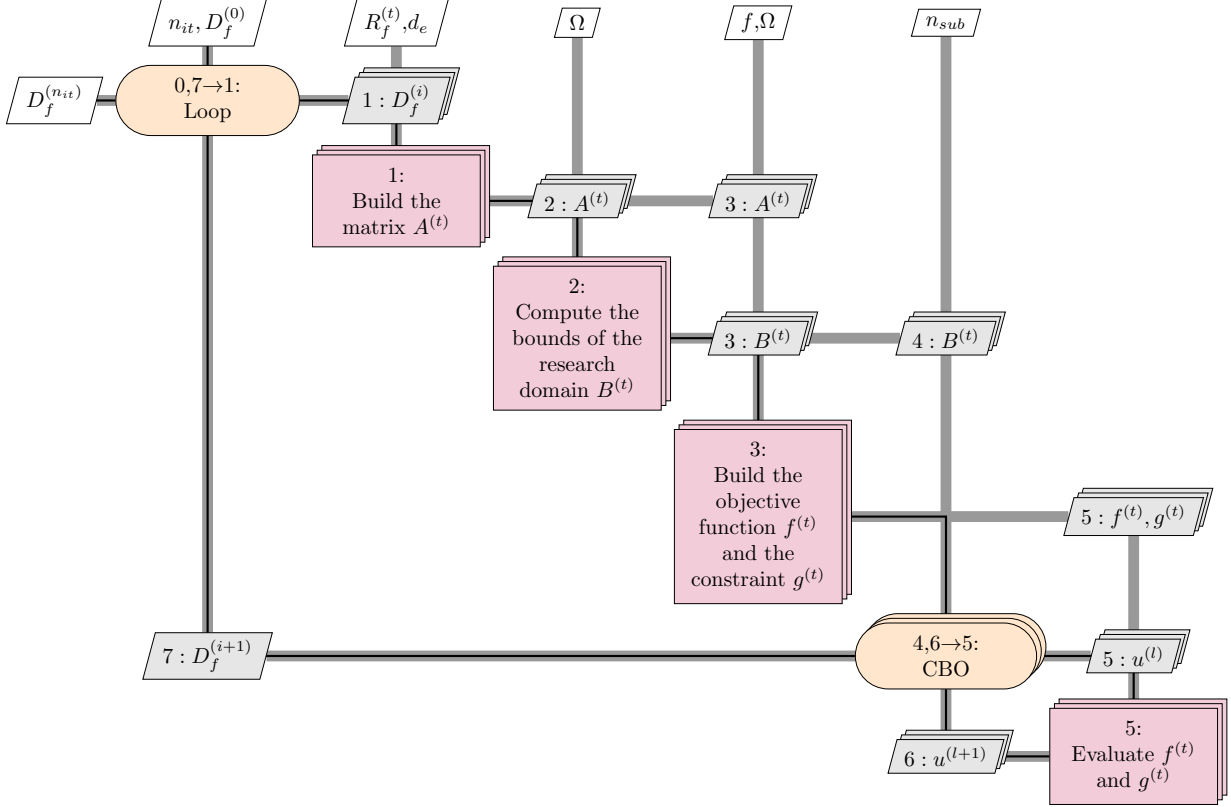 n_{it}, D_f^{(0)}
R_f^{(t)},d_e
Ω
f,Ω
n_{sub}
D_f^{(n_{it})}
0,7→1:
Loop
1 : D_f^{(i)}
1:
Build the
matrix A^{(t)}
2 : A^{(t)}
3 : A^{(t)}
2:
Compute the
bounds of the
research
domain B^{(t)}
3 : B^{(t)}
4 : B^{(t)}
3:
Build the
objective
function f^{(t)}
and the
constraint g^{(t)}
5 : f^{(t)}, g^{(t)}
7 : D_f^{(i+1)}
4,6→5:
CBO
5 : u^{(l)}
6 : u^{(l+1)}
5:
Evaluate f^{(t)}
and g^{(t)}